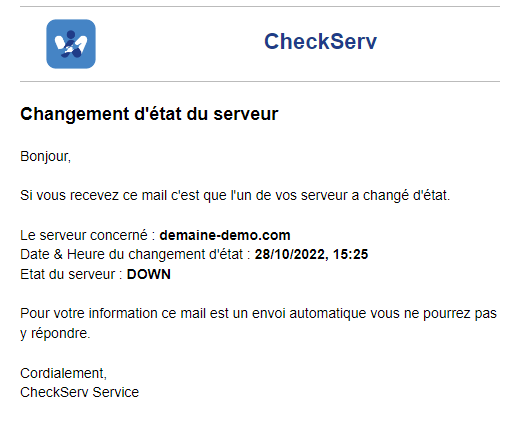 CheckServ
Changement d'état du serveur
Bonjour,
Si vous recevez ce mail c'est que l'un de vos serveur a changé d'état.
Le serveur concerné : demaine-demo.com
Date & Heure du changement d'état : 28/10/2022, 15:25
Etat du serveur : DOWN
Pour votre information ce mail est un envoi automatique vous ne pourrez pas
y répondre.
Cordialement,
CheckServ Service